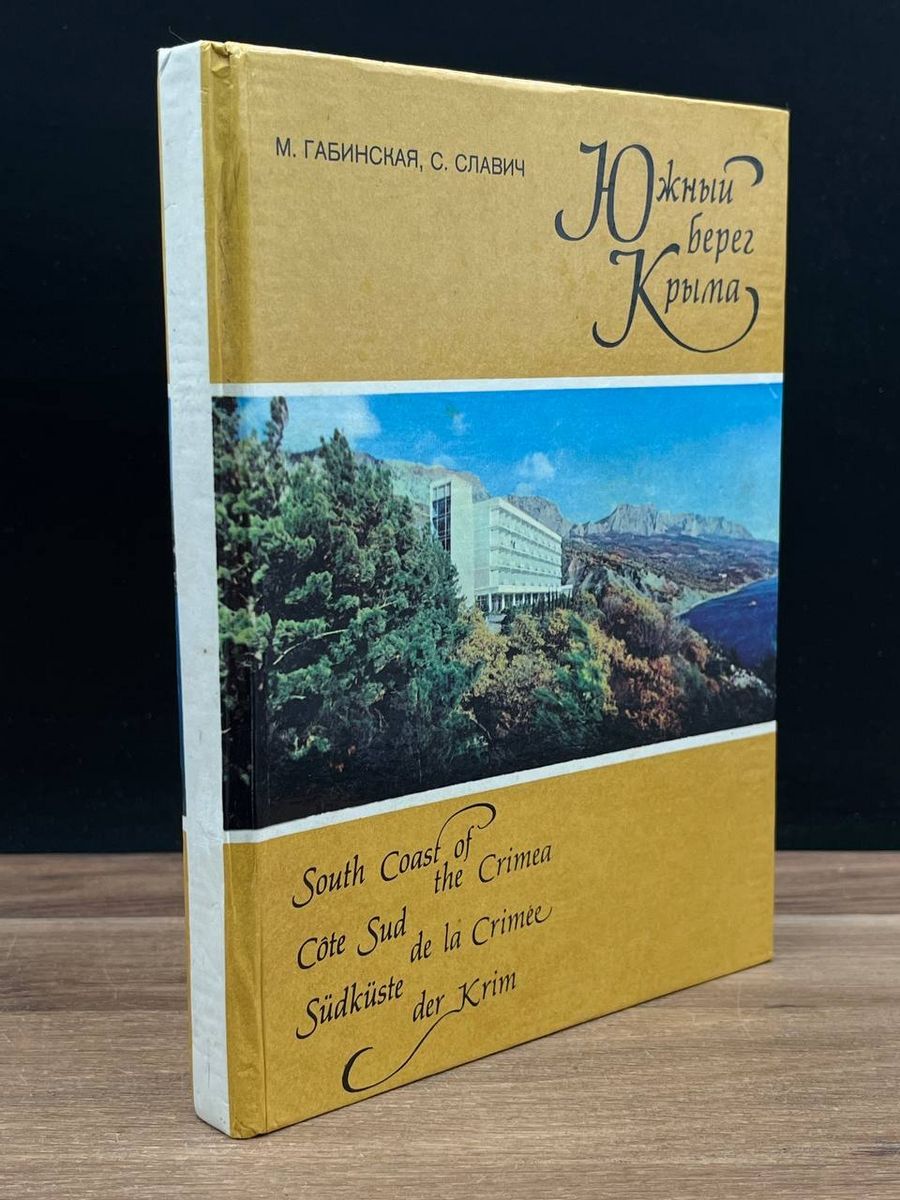 М. ГАБИНСКАЯ, С. СЛАВИЧ
Южный
берег
Крыма
South Coast of
the Crimea
Côte Sud
de la Crimée
Südküste
der Krim